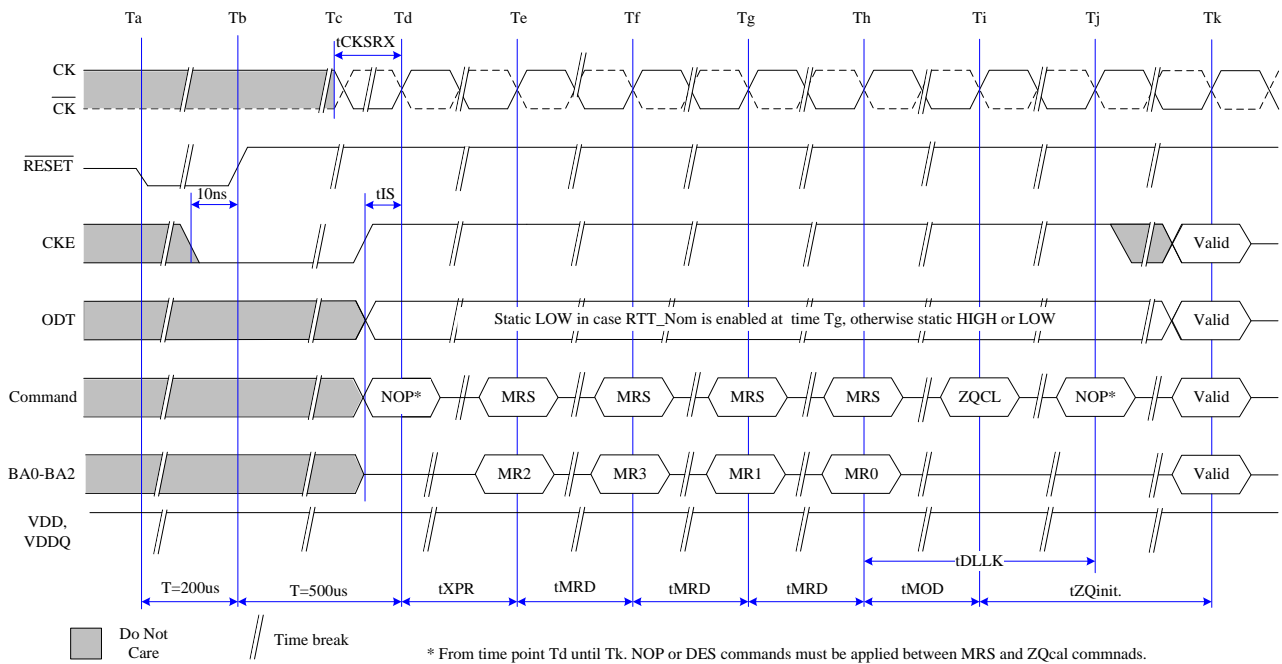 Ta Tb Tc Td Te Tf Tg Th Ti Tj Tk
tCKSRX
CK
CK
RESET
10ns
tIS
CKE
Valid
ODT
Static LOW in case RTT_Nom is enabled at time Tg, otherwise static HIGH or LOW
Valid
Command
NOP* MRS MRS MRS MRS ZQCL NOP* Valid
BA0-BA2
MR2 MR3 MR1 MR0 Valid
VDD,
VDDQ
tDLLK
T=200us T=500us tXPR tMRD tMRD tMRD tMOD tZQinit.
Do Not
Care
Time break
* From time point Td until Tk. NOP or DES commands must be applied between MRS and ZQcal commnads.